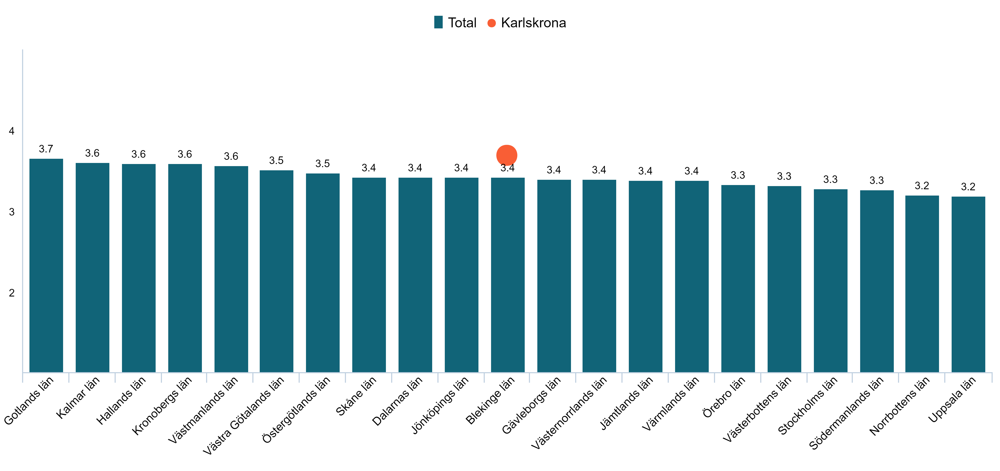 Total Karlskrona
4
3
2
3.7 3.6 3.6 3.6 3.6 3.5 3.5 3.4 3.4 3.4 3.4 3.4 3.4 3.4 3.4 3.3 3.3 3.3 3.3 3.2 3.2
Gotlands län
Kalmar län
Hallands län
Kronobergs län
Västmanlands län
Västra Götalands län
Östergötlands län
Skåne län
Dalarnas län
Jönköpings län
Blekinge län
Gävleborgs län
Västernorrlands län
Jämtlands län
Värmlands län
Örebro län
Västerbottens län
Stockholms län
Södermanlands län
Norrbottens län
Uppsala län